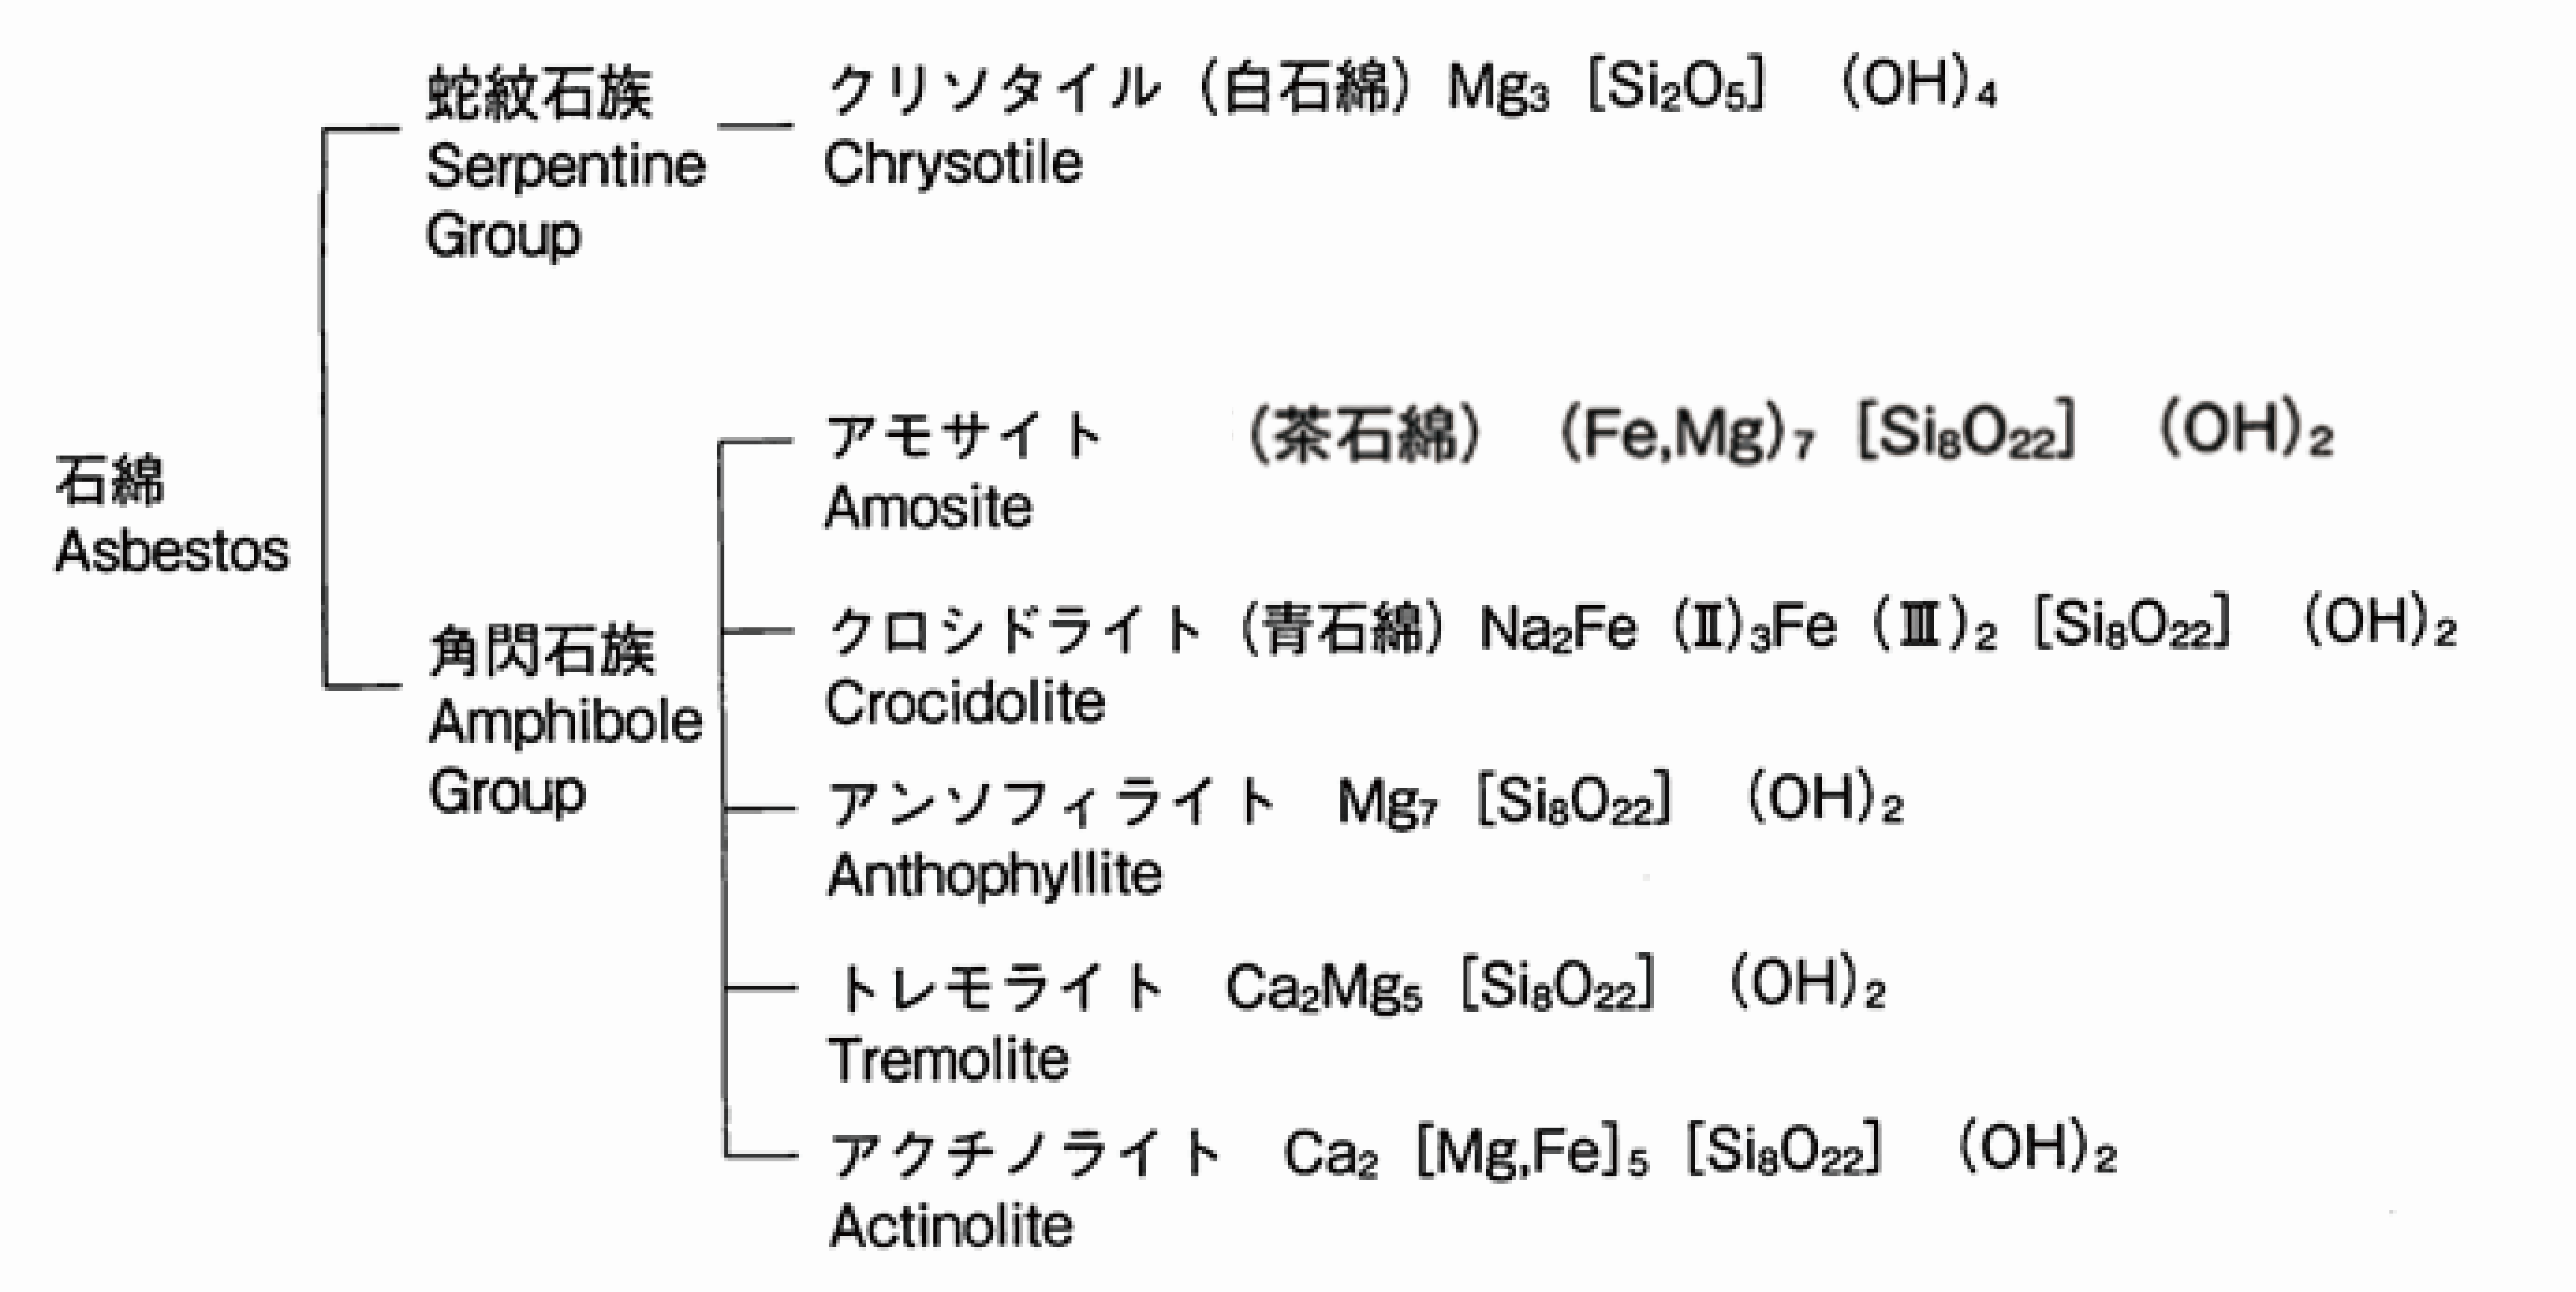 蛇紋石族
Serpentine
Group
クリソタイル（白石綿）Mg₃［Si₂O₅］（OH）₄
Chrysotile
石綿
Asbestos
角閃石族
Amphibole
Group
アモサイト （茶石綿）（Fe,Mg）₇［Si₈O₂₂］（OH）₂
Amosite
クロシドライト（青石綿）Na₂Fe（Ⅱ）₃Fe（Ⅲ）₂［Si₈O₂₂］（OH）₂
Crocidolite
アンソフィライト Mg₇［Si₈O₂₂］（OH）₂
Anthophyllite
トレモライト Ca₂Mg₅［Si₈O₂₂］（OH）₂
Tremolite
アクチノライト Ca₂［Mg,Fe］₅［Si₈O₂₂］（OH）₂
Actinolite